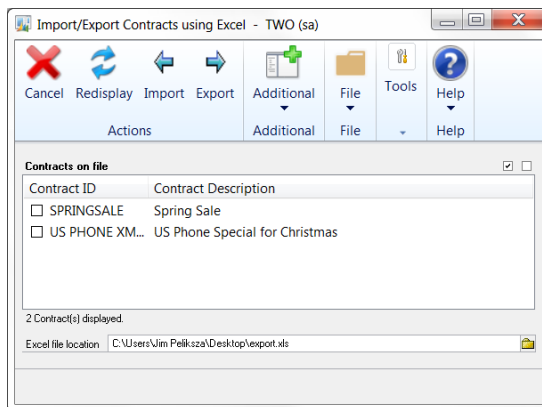 Import/Export Contracts using Excel - TWO (sa)
Cancel Redisplay Import Export Additional File Tools Help
Actions Additional File Help
Contracts on file
Contract ID Contract Description
SPRINGSALE Spring Sale
US PHONE XM... US Phone Special for Christmas
2 Contract(s) displayed.
Excel file location C:\Users\Jim Peliksza\Desktop\export.xls